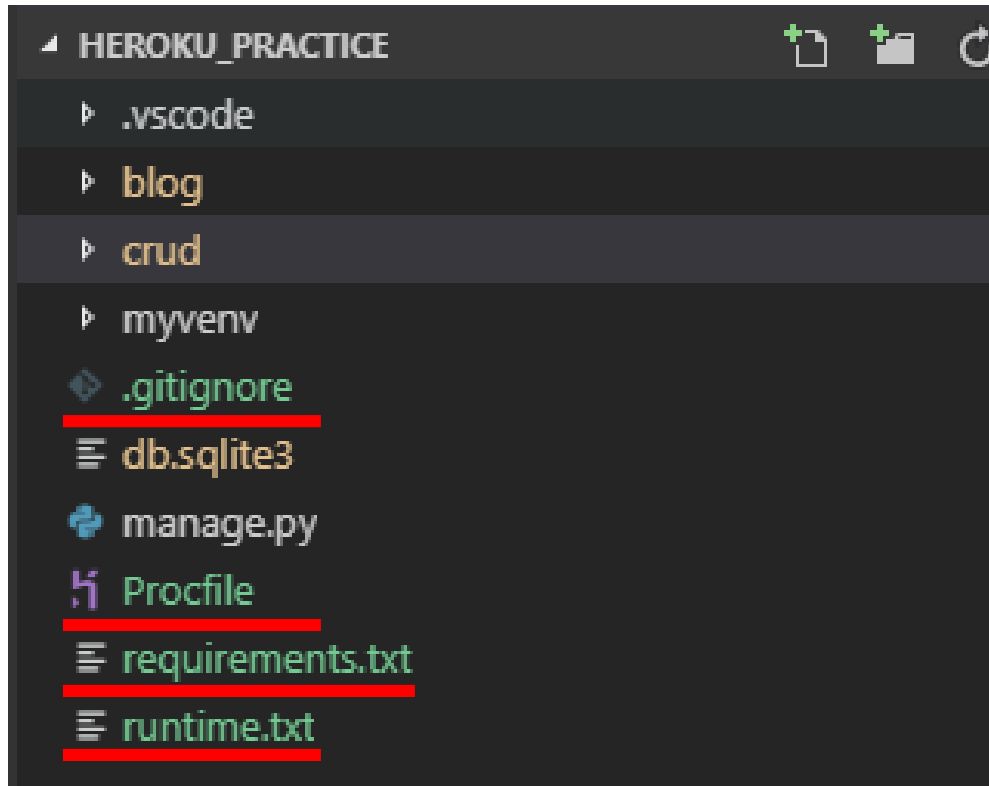 HEROKU_PRACTICE
.vscode
blog
crud
myvenv
.gitignore
db.sqlite3
manage.py
Procfile
requirements.txt
runtime.txt